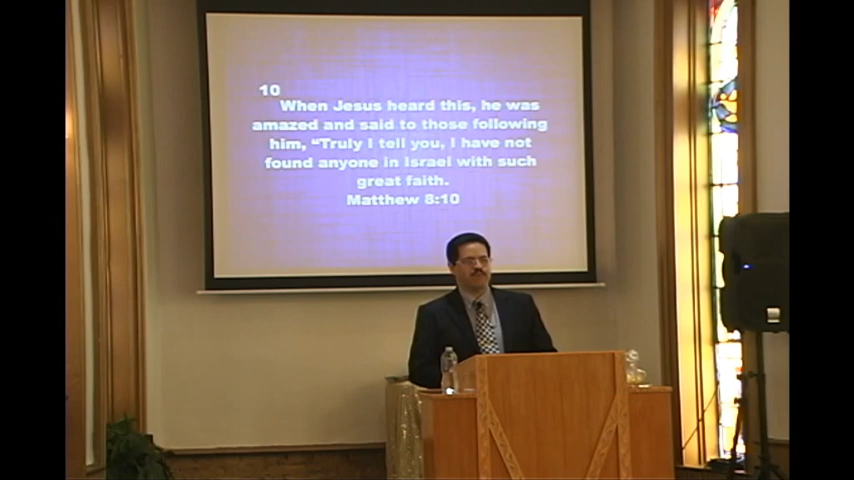 10
When Jesus heard this, he was
amazed and said to those following
him, “Truly I tell you, I have not
found anyone in Israel with such
great faith.
Matthew 8:10